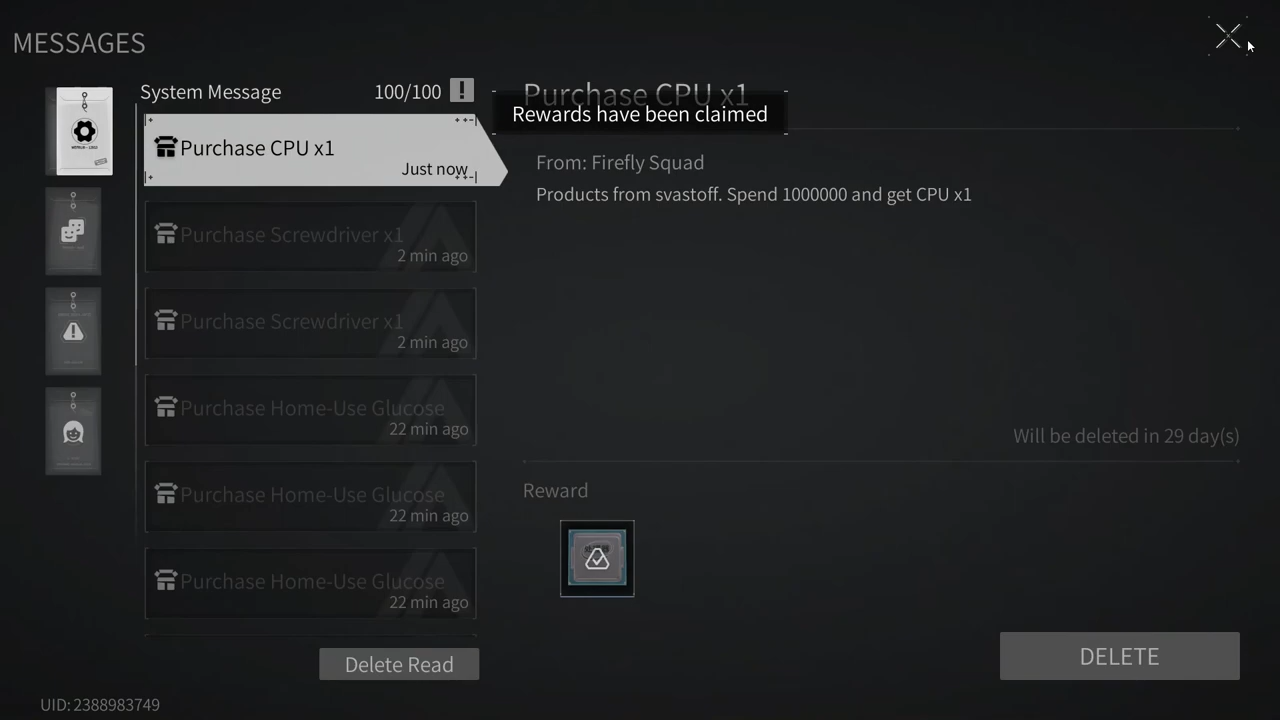 MESSAGES
System Message
100/100
Purchase CPU x1
Just now
Purchase Screwdriver x1
2 min ago
Purchase Screwdriver x1
2 min ago
Purchase Home-Use Glucose
22 min ago
Purchase Home-Use Glucose
22 min ago
Purchase Home-Use Glucose
22 min ago
Delete Read
UID: 2388983749
Purchase CPU x1
Rewards have been claimed
From: Firefly Squad
Products from svastoff. Spend 1000000 and get CPU x1
Will be deleted in 29 day(s)
Reward
DELETE